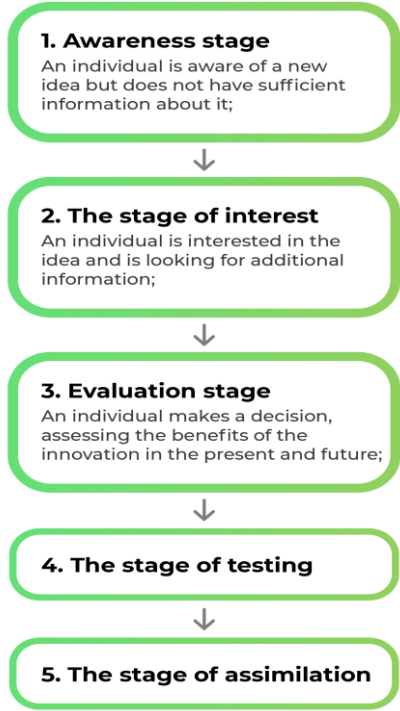 1. Awareness stage
An individual is aware of a new
idea but does not have sufficient
information about it;
2. The stage of interest
An individual is interested in the
idea and is looking for additional
information;
3. Evaluation stage
An individual makes a decision,
assessing the benefits of the
innovation in the present and future;
4. The stage of testing
5. The stage of assimilation